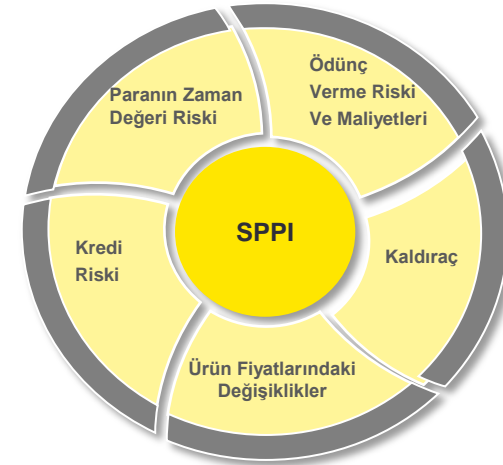 Paranın Zaman
Değeri Riski
Ödünç
Verme Riski
Ve Maliyetleri
SPPI
Kredi
Riski
Kaldıraç
Ürün Fiyatlarındaki
Değişiklikler